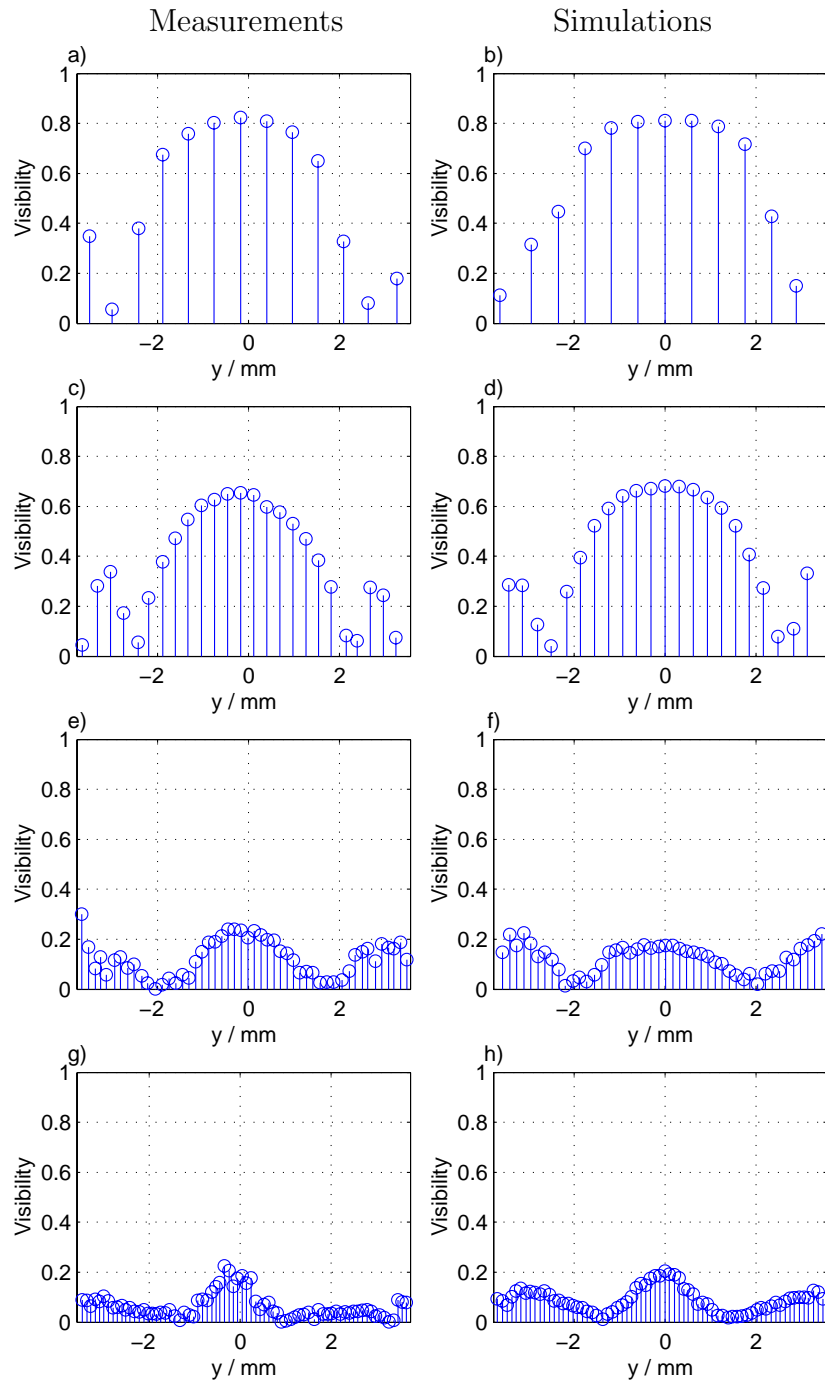 Measurements Simulations
a) b)
1 1
0.8 0.8
0.6 0.6
0.4 0.4
0.2 0.2
0 0
Visibility Visibility
−2 0 2 −2 0 2
y / mm y / mm
c) d)
1 1
0.8 0.8
0.6 0.6
0.4 0.4
0.2 0.2
0 0
Visibility Visibility
−2 0 2 −2 0 2
y / mm y / mm
e) f)
1 1
0.8 0.8
0.6 0.6
0.4 0.4
0.2 0.2
0 0
Visibility Visibility
−2 0 2 −2 0 2
y / mm y / mm
g) h)
1 1
0.8 0.8
0.6 0.6
0.4 0.4
0.2 0.2
0 0
Visibility Visibility
−2 0 2 −2 0 2
y / mm y / mm